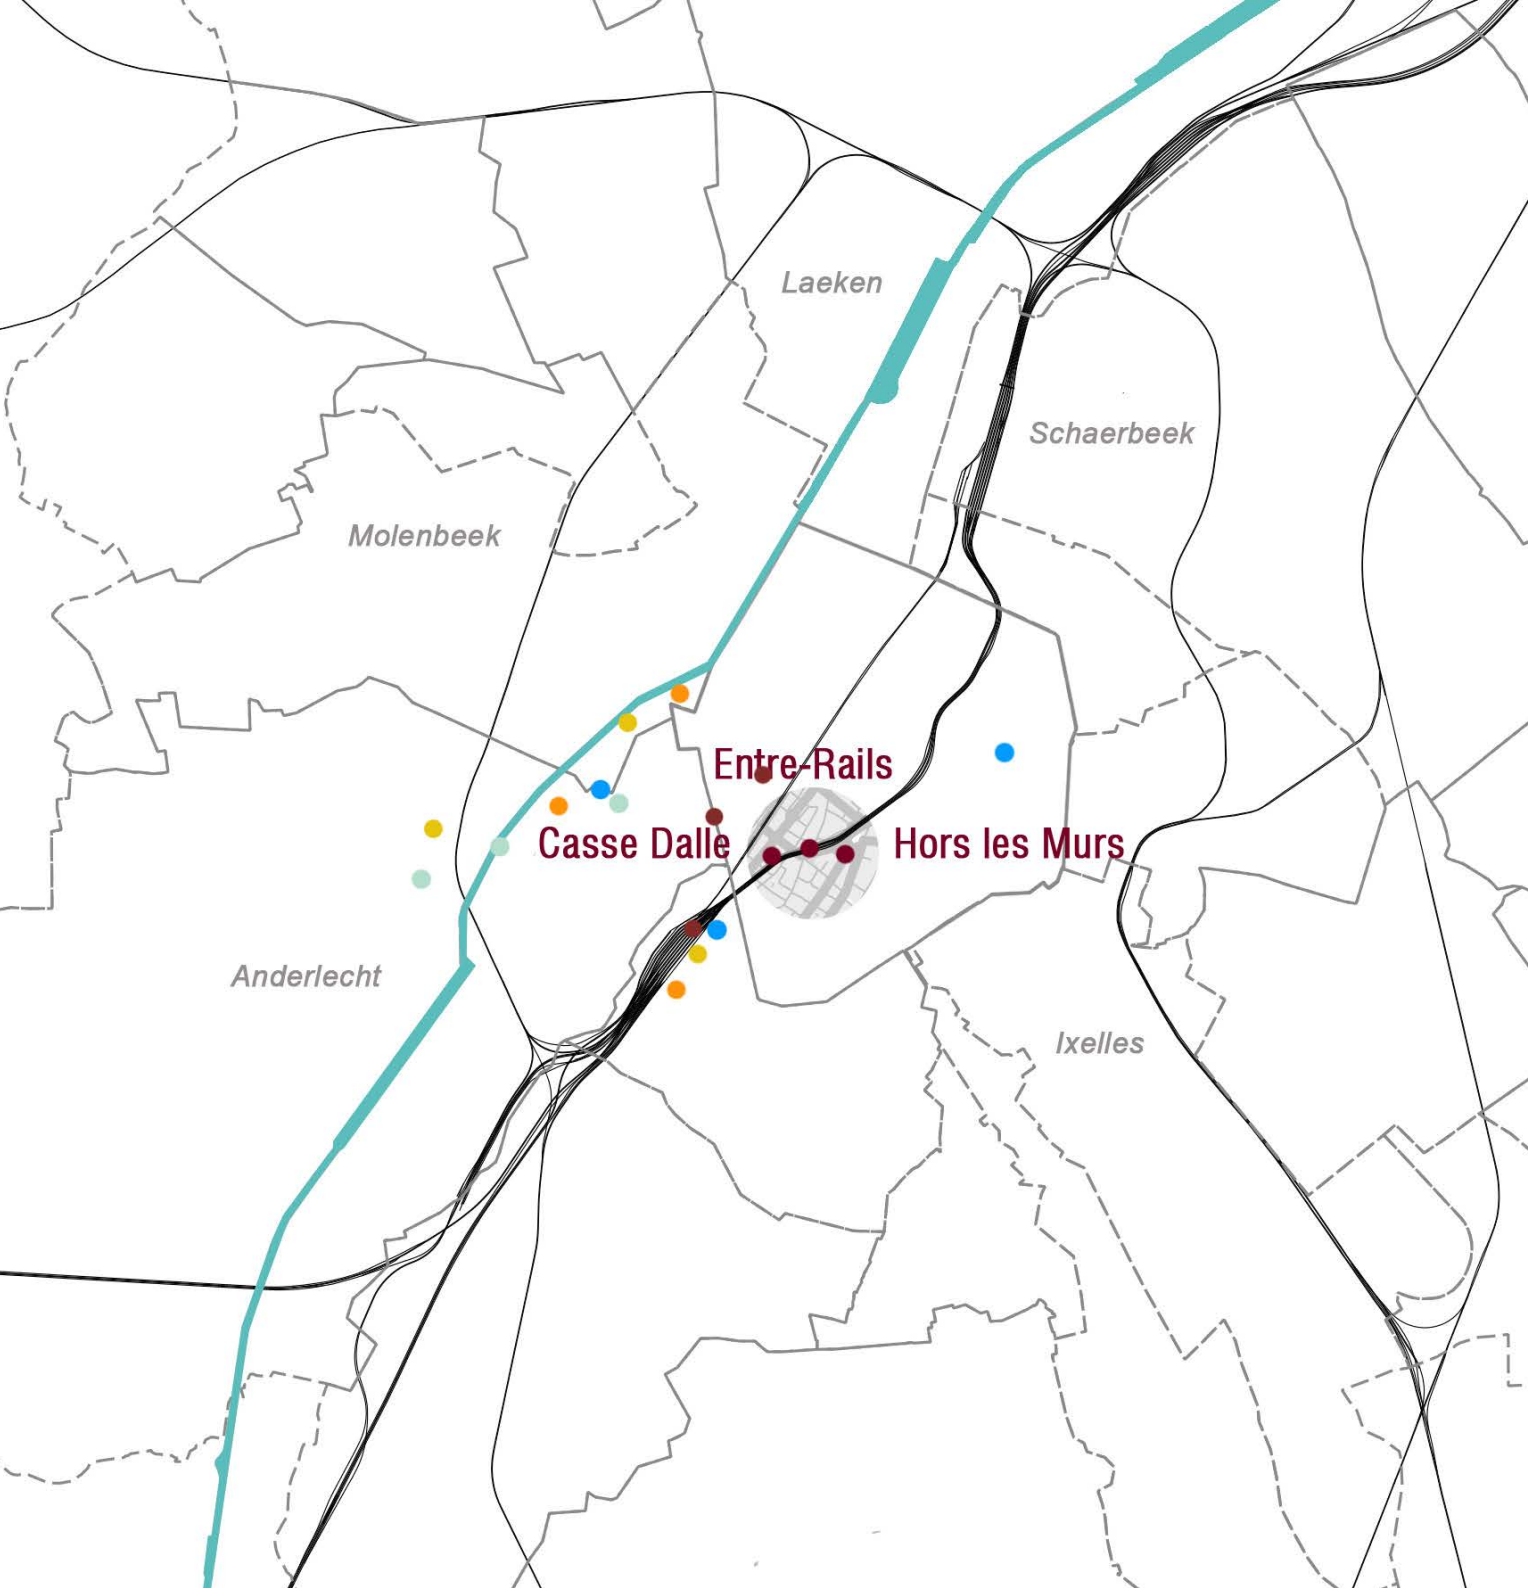 Laeken
Schaerbeek
Molenbeek
Entre-Rails
Casse Dalle
Hors les Murs
Anderlecht
Ixelles